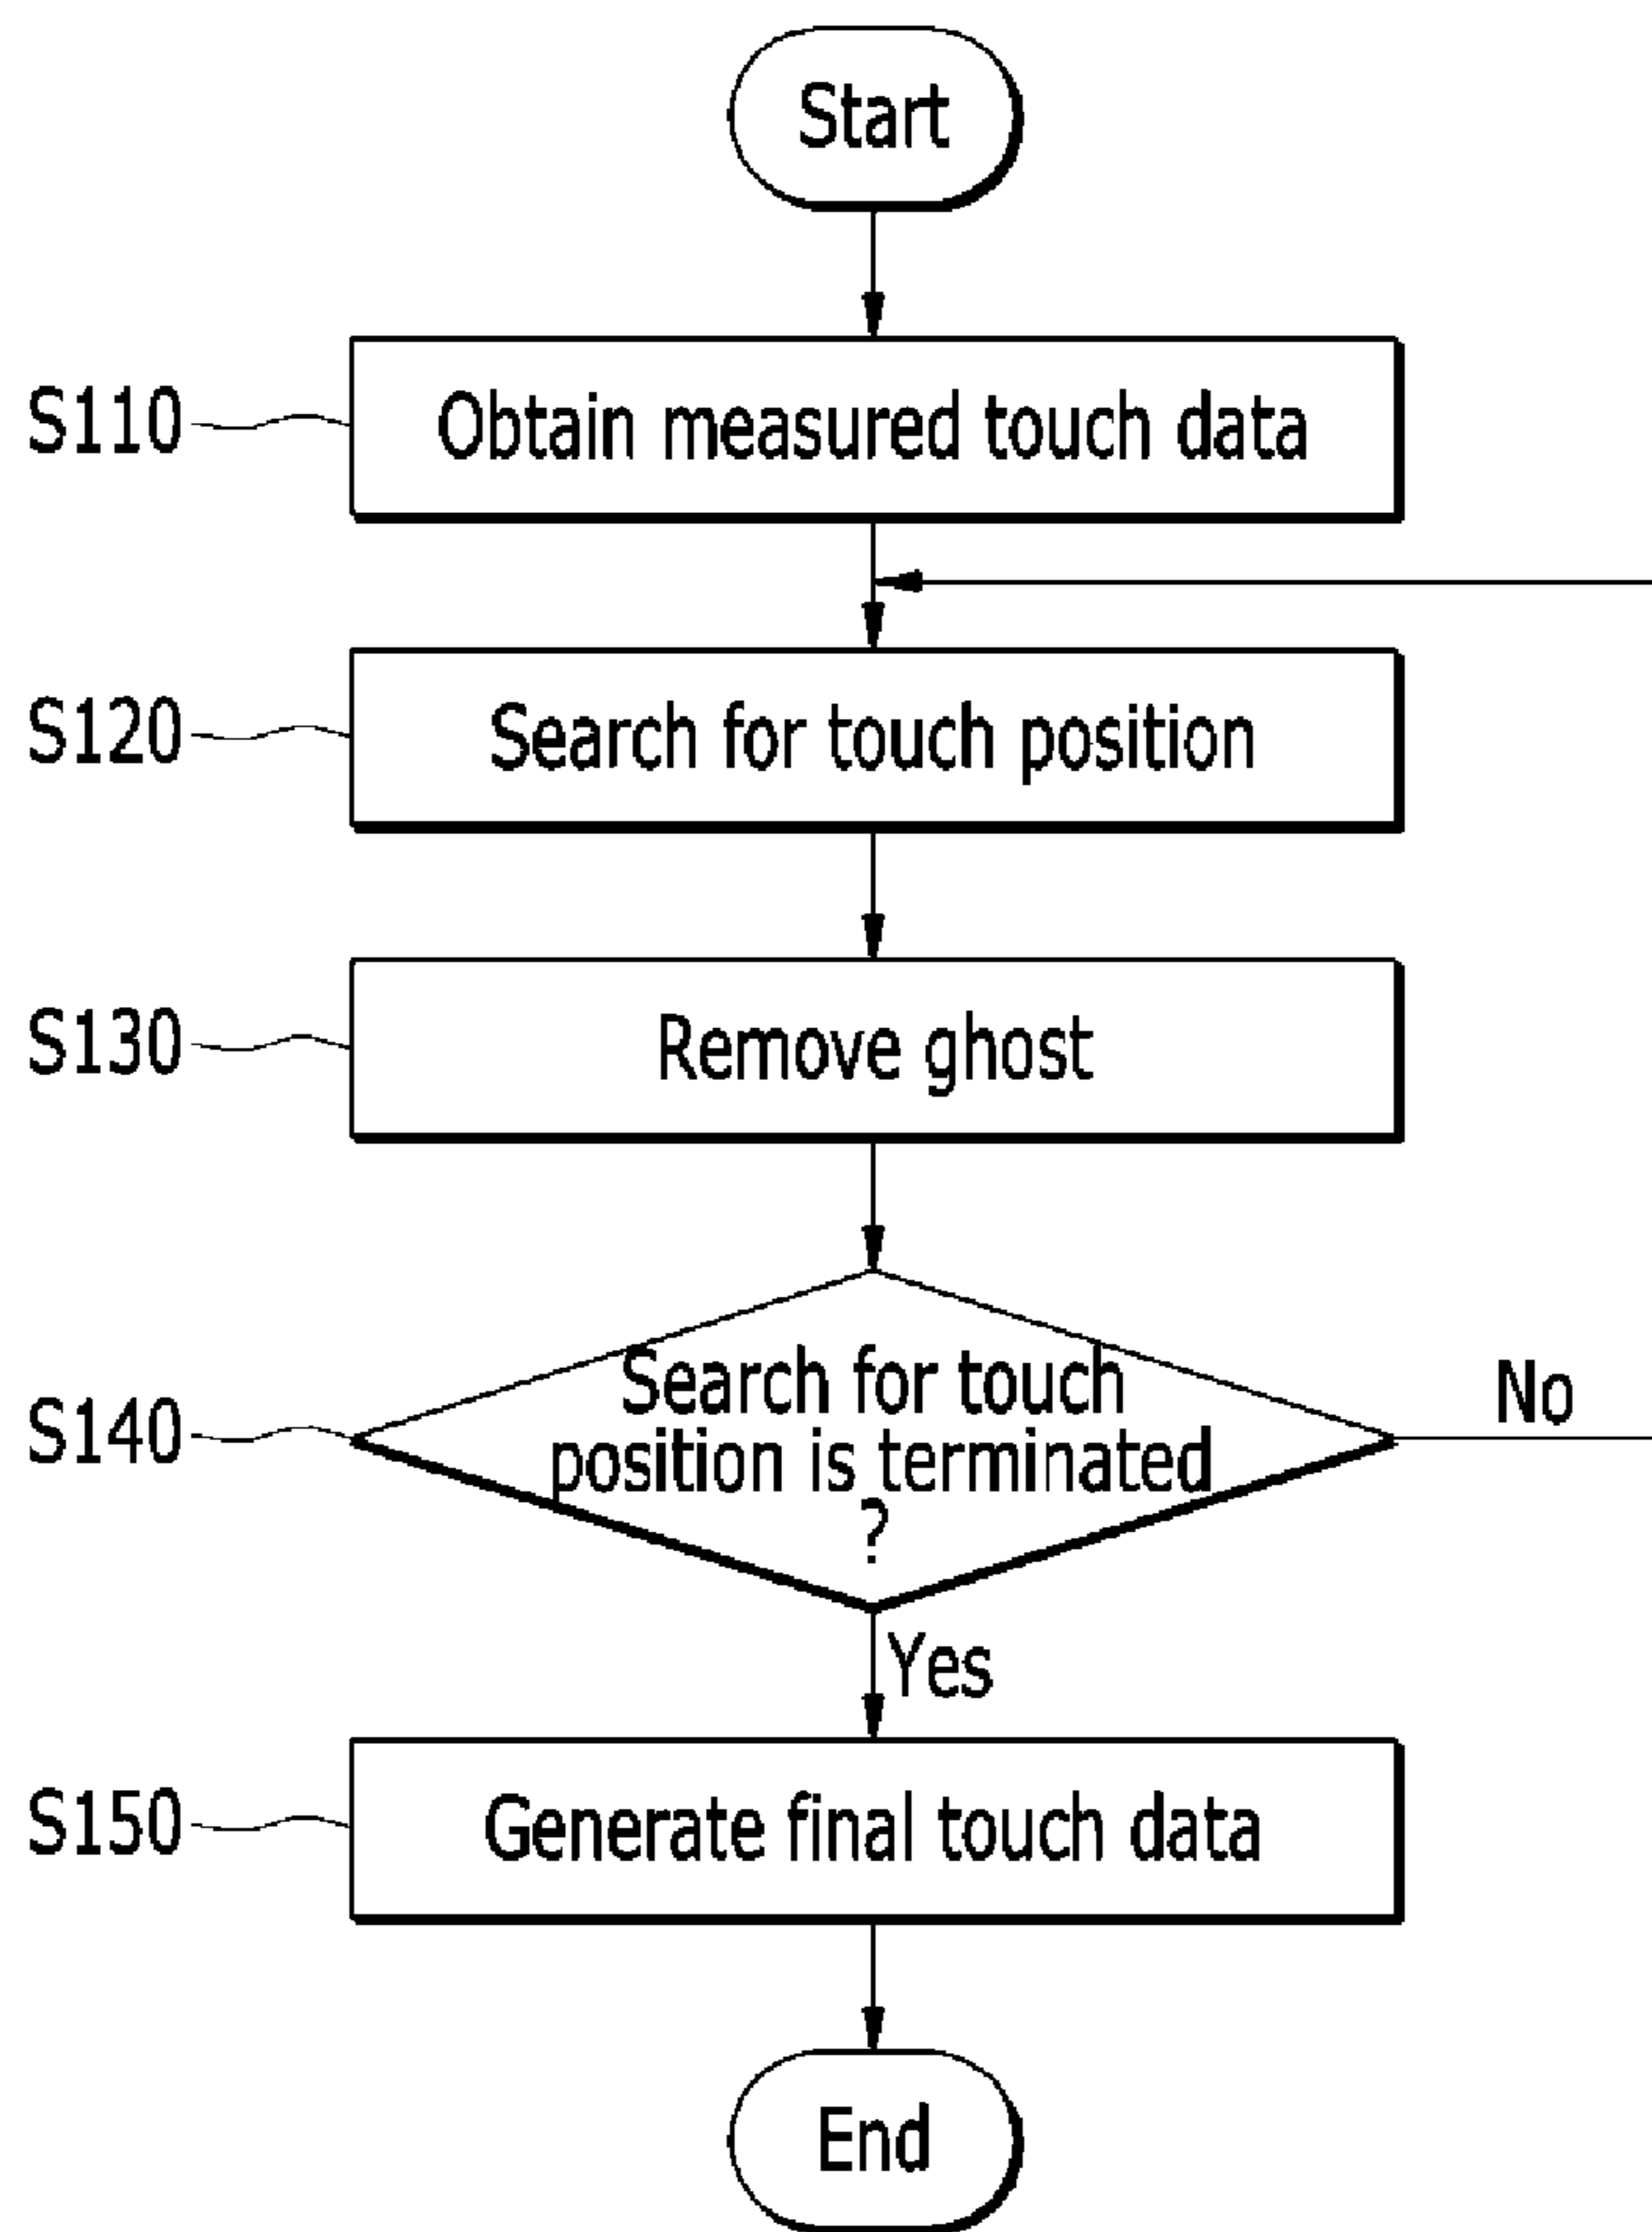 Start
S110
Obtain measured touch data
S120
Search for touch position
S130
Remove ghost
S140
Search for touch
position is terminated
?
No
Yes
S150
Generate final touch data
End